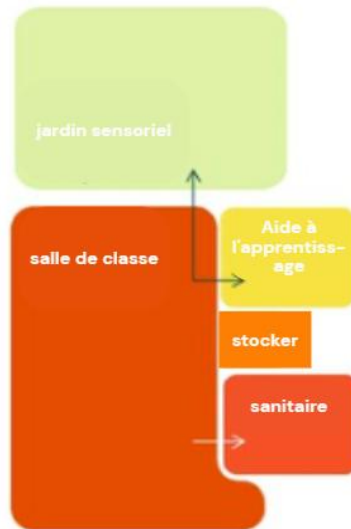 jardin sensoriel
salle de classe
Aide à
l'apprentiss-
age
stocker
sanitaire